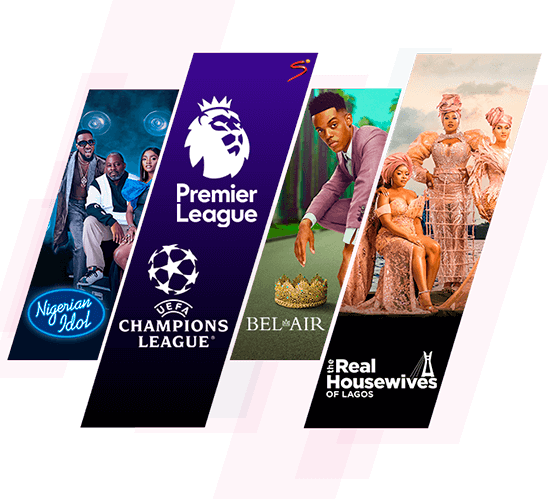 Nigerian
Idol
Premier
League
UEFA
CHAMPIONS
LEAGUE®
BEL AIR
the Real
Housewives
OF LAGOS